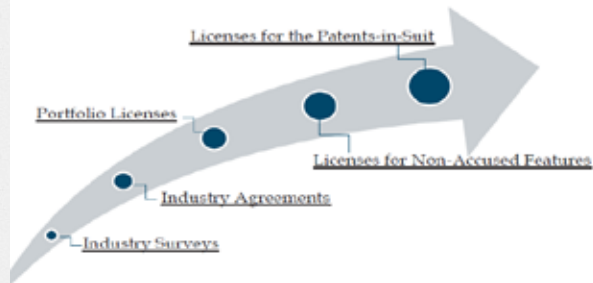 Licenses for the Patents-in-Suit
Portfolio Licenses
Licenses for Non-Accused Features
Industry Agreements
Industry Surveys